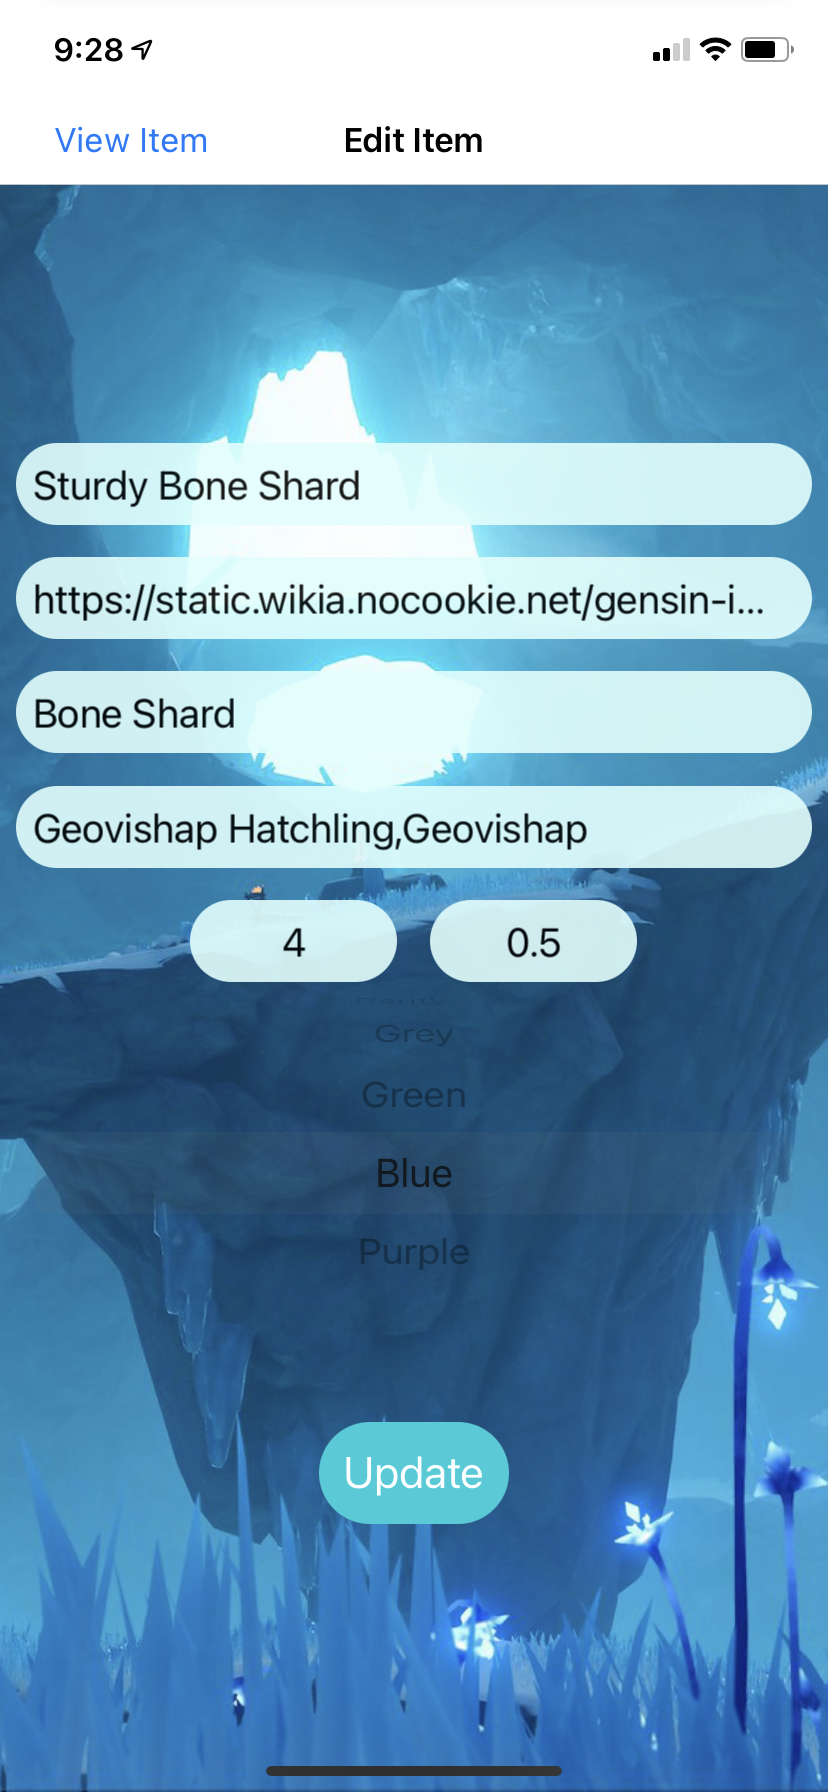 9:28
View Item
Edit Item
Sturdy Bone Shard
https://static.wikia.nocookie.net/gensin-i...
Bone Shard
Geovishap Hatchling,Geovishap
4
0.5
Rarity
Grey
Green
Blue
Purple
Update